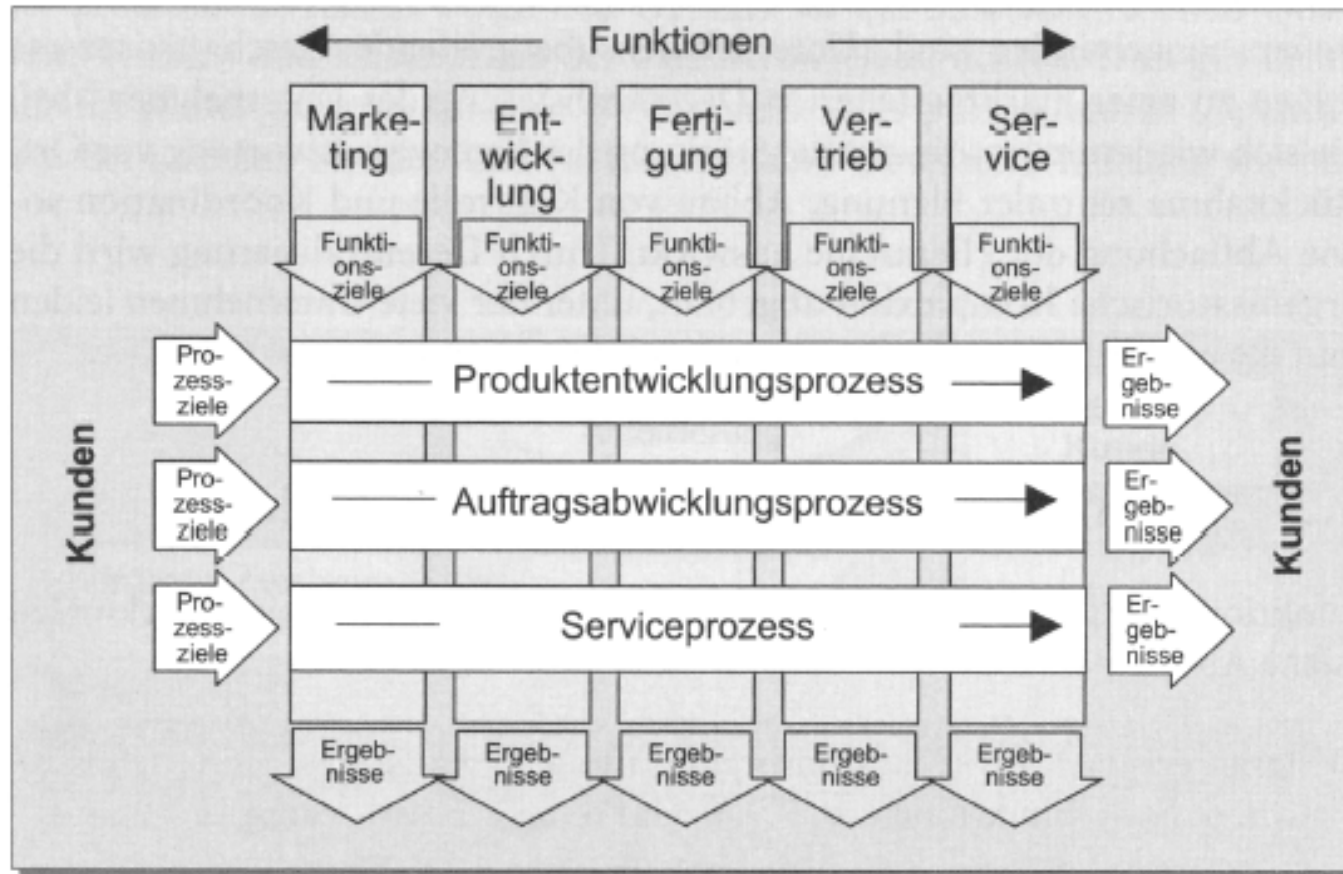 Funktionen
Marke-
ting
Ent-
wick-
lung
Ferti-
gung
Ver-
trieb
Ser-
vice
Funkti-
ons-
ziele
Funkti-
ons-
ziele
Funkti-
ons-
ziele
Funkti-
ons-
ziele
Funkti-
ons-
ziele
Kunden
Pro-
zess-
ziele
Produktentwicklungsprozess
Er-
geb-
nisse
Pro-
zess-
ziele
Auftragsabwicklungsprozess
Er-
geb-
nisse
Pro-
zess-
ziele
Serviceprozess
Er-
geb-
nisse
Kunden
Ergeb-
nisse
Ergeb-
nisse
Ergeb-
nisse
Ergeb-
nisse
Ergeb-
nisse